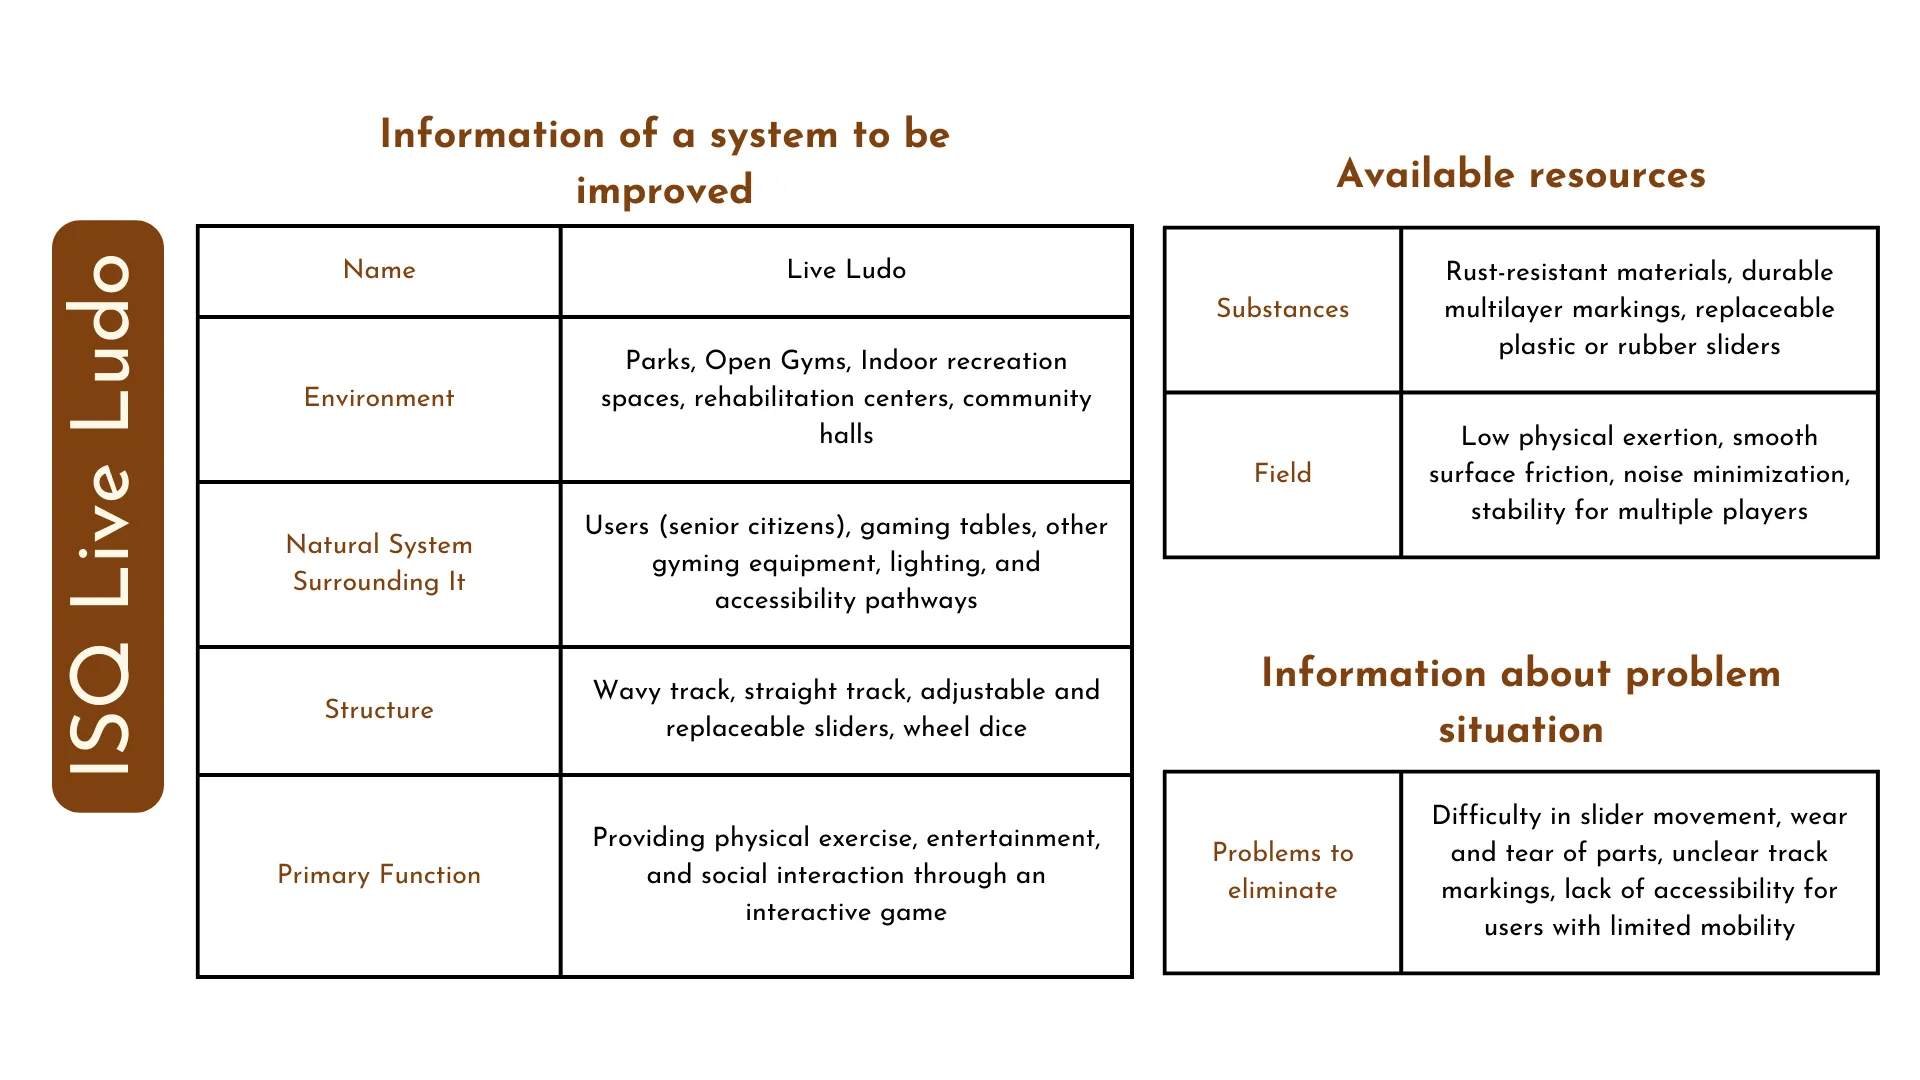 ISQ Live Ludo
Information of a system to be
improved
Name
Live Ludo
Environment
Parks, Open Gyms, Indoor recreation
spaces, rehabilitation centers, community
halls
Natural System
Surrounding It
Users (senior citizens), gaming tables, other
gyming equipment, lighting, and
accessibility pathways
Structure
Wavy track, straight track, adjustable and
replaceable sliders, wheel dice
Primary Function
Providing physical exercise, entertainment,
and social interaction through an
interactive game
Available resources
Substances
Rust-resistant materials, durable
multilayer markings, replaceable
plastic or rubber sliders
Field
Low physical exertion, smooth
surface friction, noise minimization,
stability for multiple players
Information about problem
situation
Problems to
eliminate
Difficulty in slider movement, wear
and tear of parts, unclear track
markings, lack of accessibility for
users with limited mobility